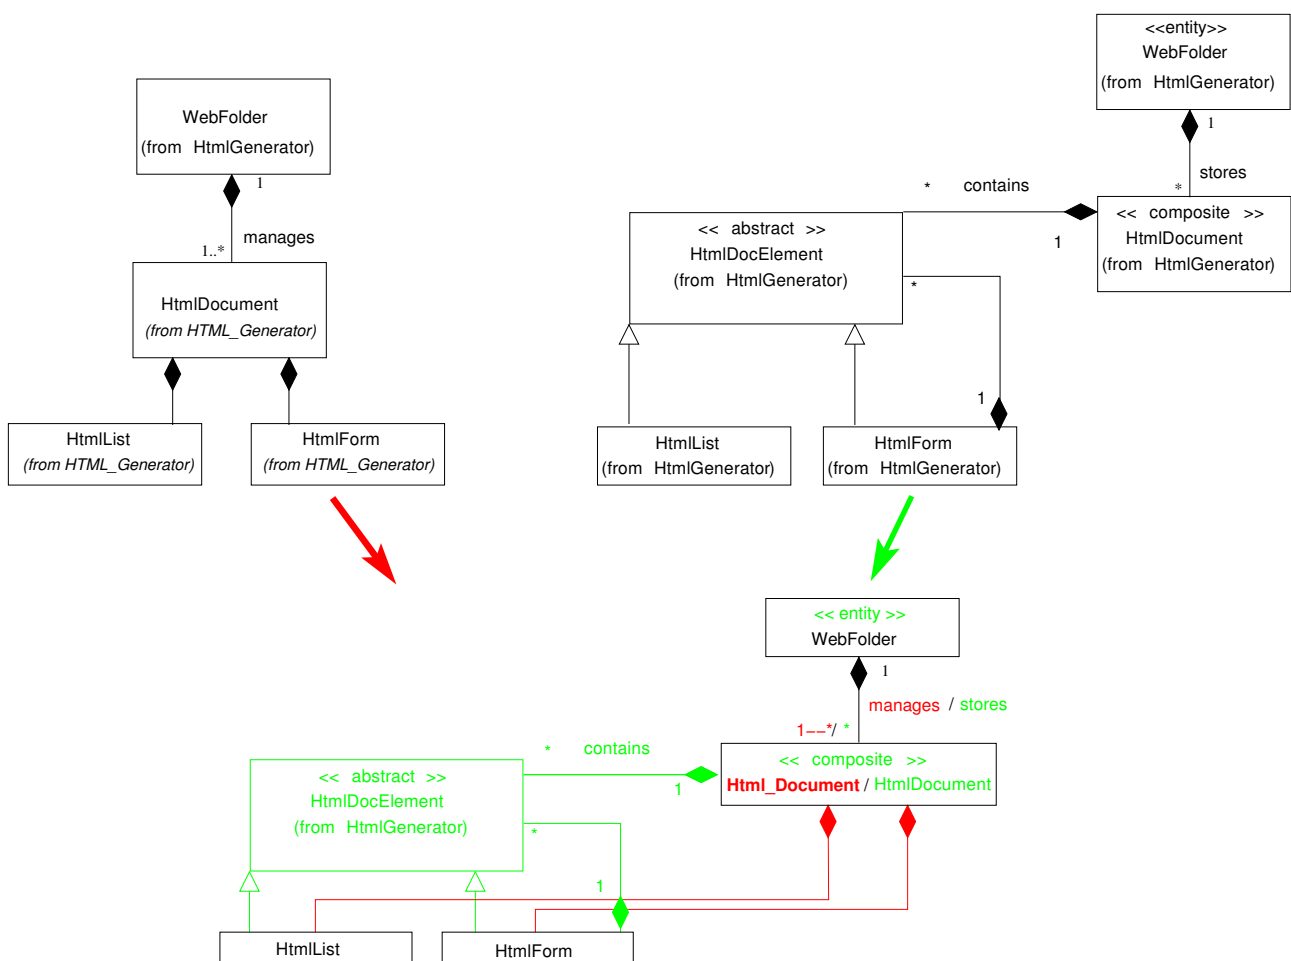 WebFolder
(from HtmlGenerator)
1
manages
1..*
HtmlDocument
(from HTML_Generator)
HtmlList
(from HTML_Generator)
HtmlForm
(from HTML_Generator)
<<entity>>
WebFolder
(from HtmlGenerator)
1
stores
*
<< composite >>
HtmlDocument
(from HtmlGenerator)
* contains
1
<< abstract >>
HtmlDocElement
(from HtmlGenerator)
*
1
HtmlList
(from HtmlGenerator)
HtmlForm
(from HtmlGenerator)
<< entity >>
WebFolder
1
manages / stores
1−−*/ *
<< composite >>
Html_Document / HtmlDocument
* contains
1
<< abstract >>
HtmlDocElement
(from HtmlGenerator)
*
1
HtmlList
HtmlForm